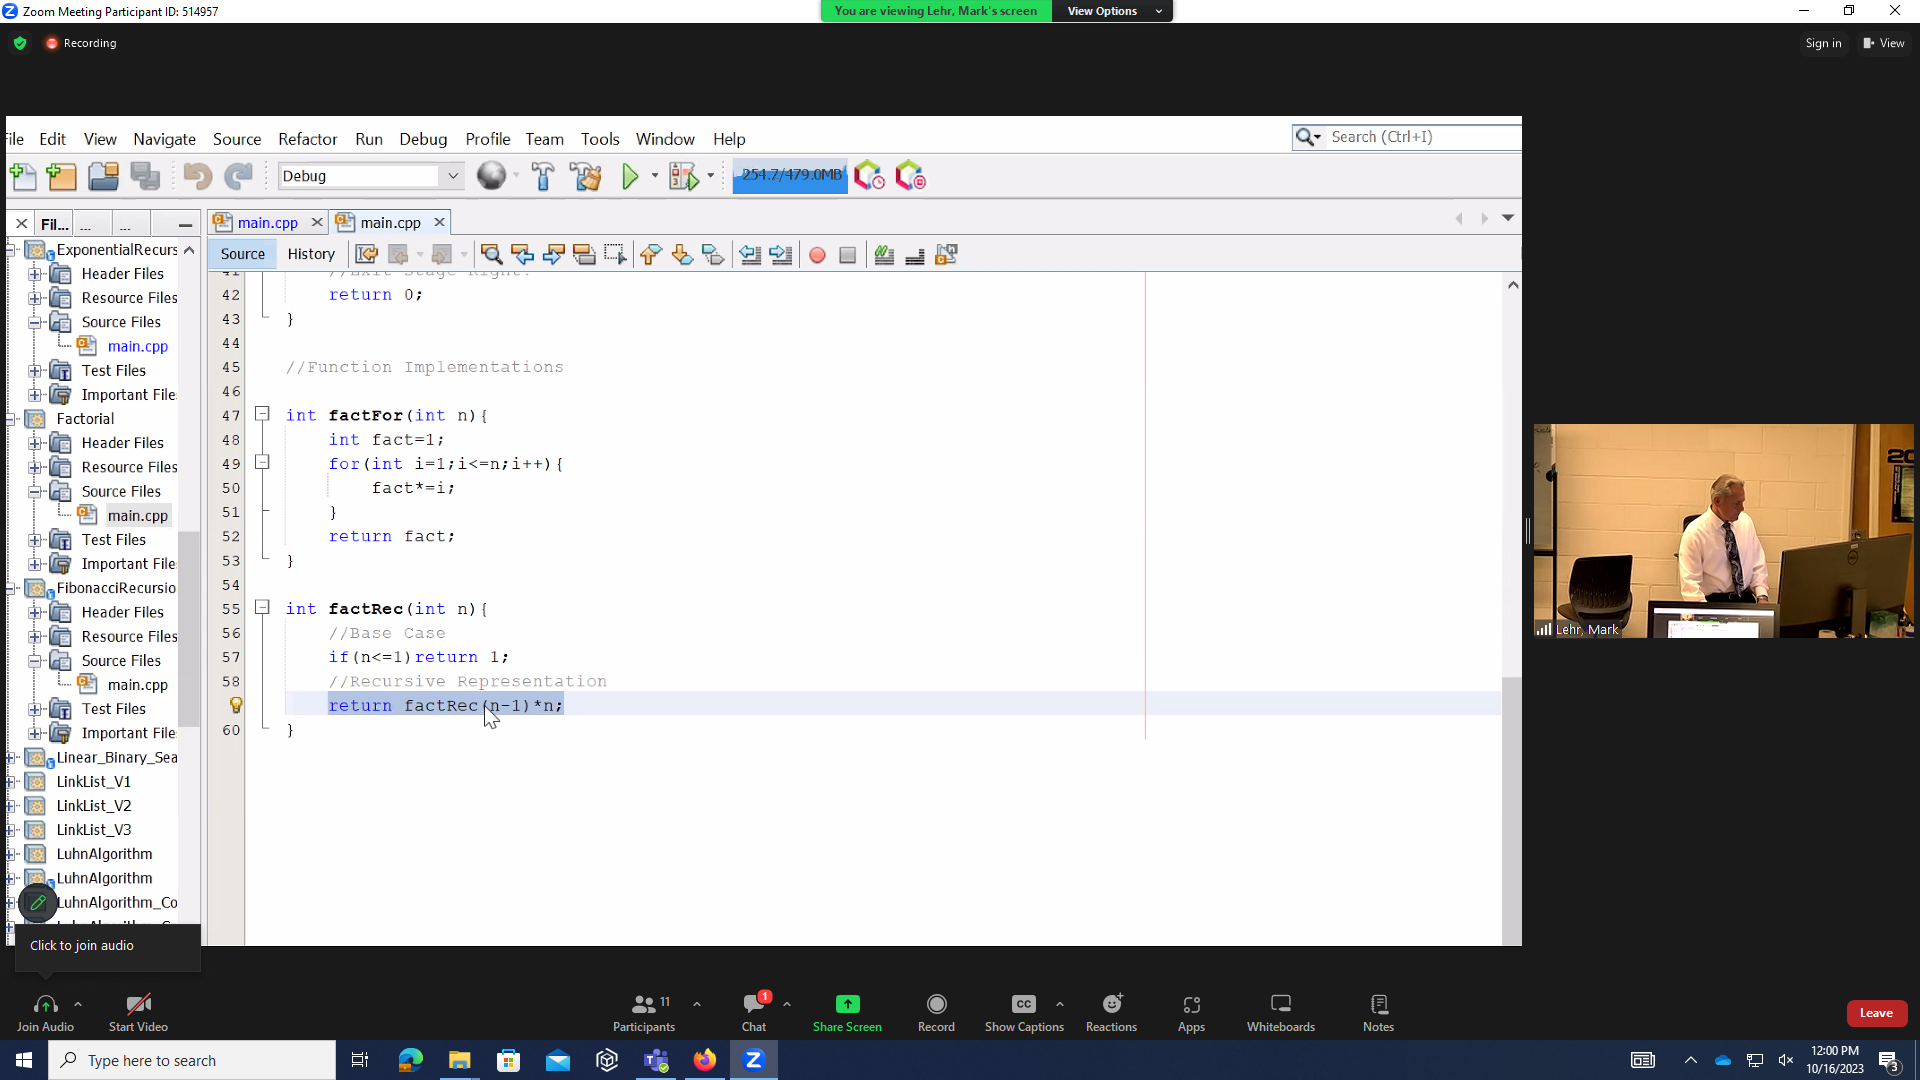 Zoom Meeting Participant ID: 514957
You are viewing Lehr, Mark's screen
View Options
Recording
Sign in
View
File Edit View Navigate Source Refactor Run Debug Profile Team Tools Window Help
Search (Ctrl+I)
Debug
254.7/479.0MB
Fil... ... ...
main.cpp
main.cpp
Source History
ExponentialRecurs
Header Files
Resource Files
Source Files
main.cpp
Test Files
Important File
Factorial
Header Files
Resource Files
Source Files
main.cpp
Test Files
Important File
FibonacciRecursio
Header Files
Resource Files
Source Files
main.cpp
Test Files
Important File
Linear_Binary_Sea
LinkList_V1
LinkList_V2
LinkList_V3
LuhnAlgorithm
LuhnAlgorithm
LuhnAlgorithm_Co
41 //Exit Stage Right!
42 return 0;
43 }
44
45 //Function Implementations
46
47 int factFor(int n){
48 int fact=1;
49 for(int i=1;i<=n;i++){
50 fact*=i;
51 }
52 return fact;
53 }
54
55 int factRec(int n){
56 //Base Case
57 if(n<=1)return 1;
58 //Recursive Representation
return factRec(n-1)*n;
60 }
Lehr, Mark
Click to join audio
Join Audio
Start Video
Participants 11
Chat 1
Share Screen
Record
CC
Show Captions
Reactions
Apps
Whiteboards
Notes
Leave
Type here to search
12:00 PM
10/16/2023
3